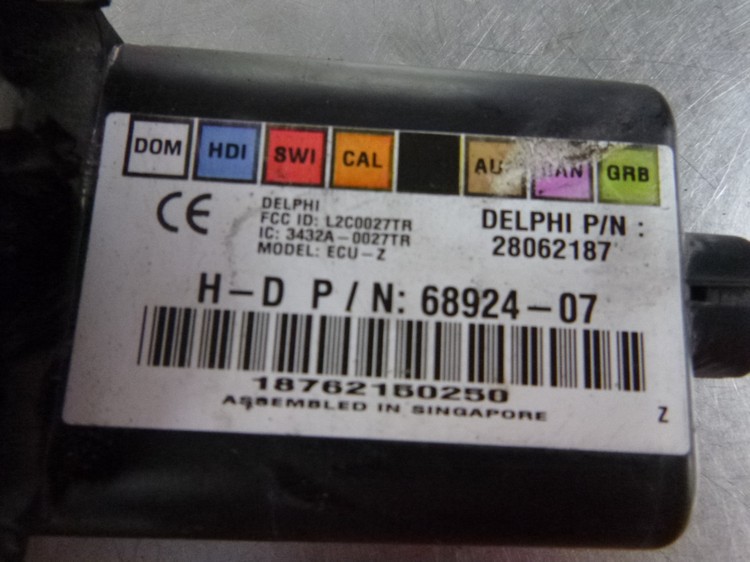 DOM HDI SWI CAL GRB
CE
DELPHI
FCC ID: L2C0027TR
IC: 3432A-0027TR
MODEL: ECU-Z
DELPHI P/N :
28062187
H-D P/N: 68924-07
18762150250
ASSEMBLED IN SINGAPORE
Z